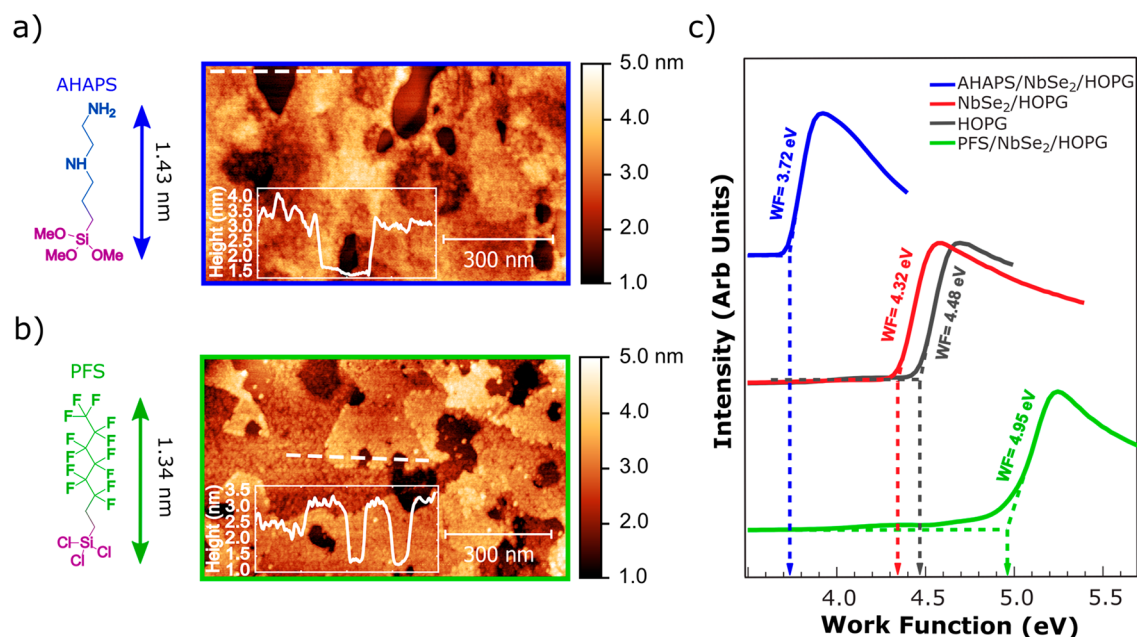 a)
AHAPS
NH₂
NH
MeO
Si
MeO
OMe
1.43 nm
Height (nm)
4.0
3.5
3.0
2.5
2.0
1.5
300 nm
5.0 nm
4.0
3.0
2.0
1.0
b)
PFS
F F
F F
F F
F F
F F
F F
F
Cl
Si
Cl
Cl
1.34 nm
Height (nm)
3.5
3.0
2.5
2.0
1.5
1.0
300 nm
5.0 nm
4.0
3.0
2.0
1.0
c)
AHAPS/NbSe₂/HOPG
NbSe₂/HOPG
HOPG
PFS/NbSe₂/HOPG
WF= 3.72 eV
WF= 4.32 eV
WF= 4.48 eV
WF= 4.95 eV
Intensity (Arb Units)
4.0 4.5 5.0 5.5
Work Function (eV)